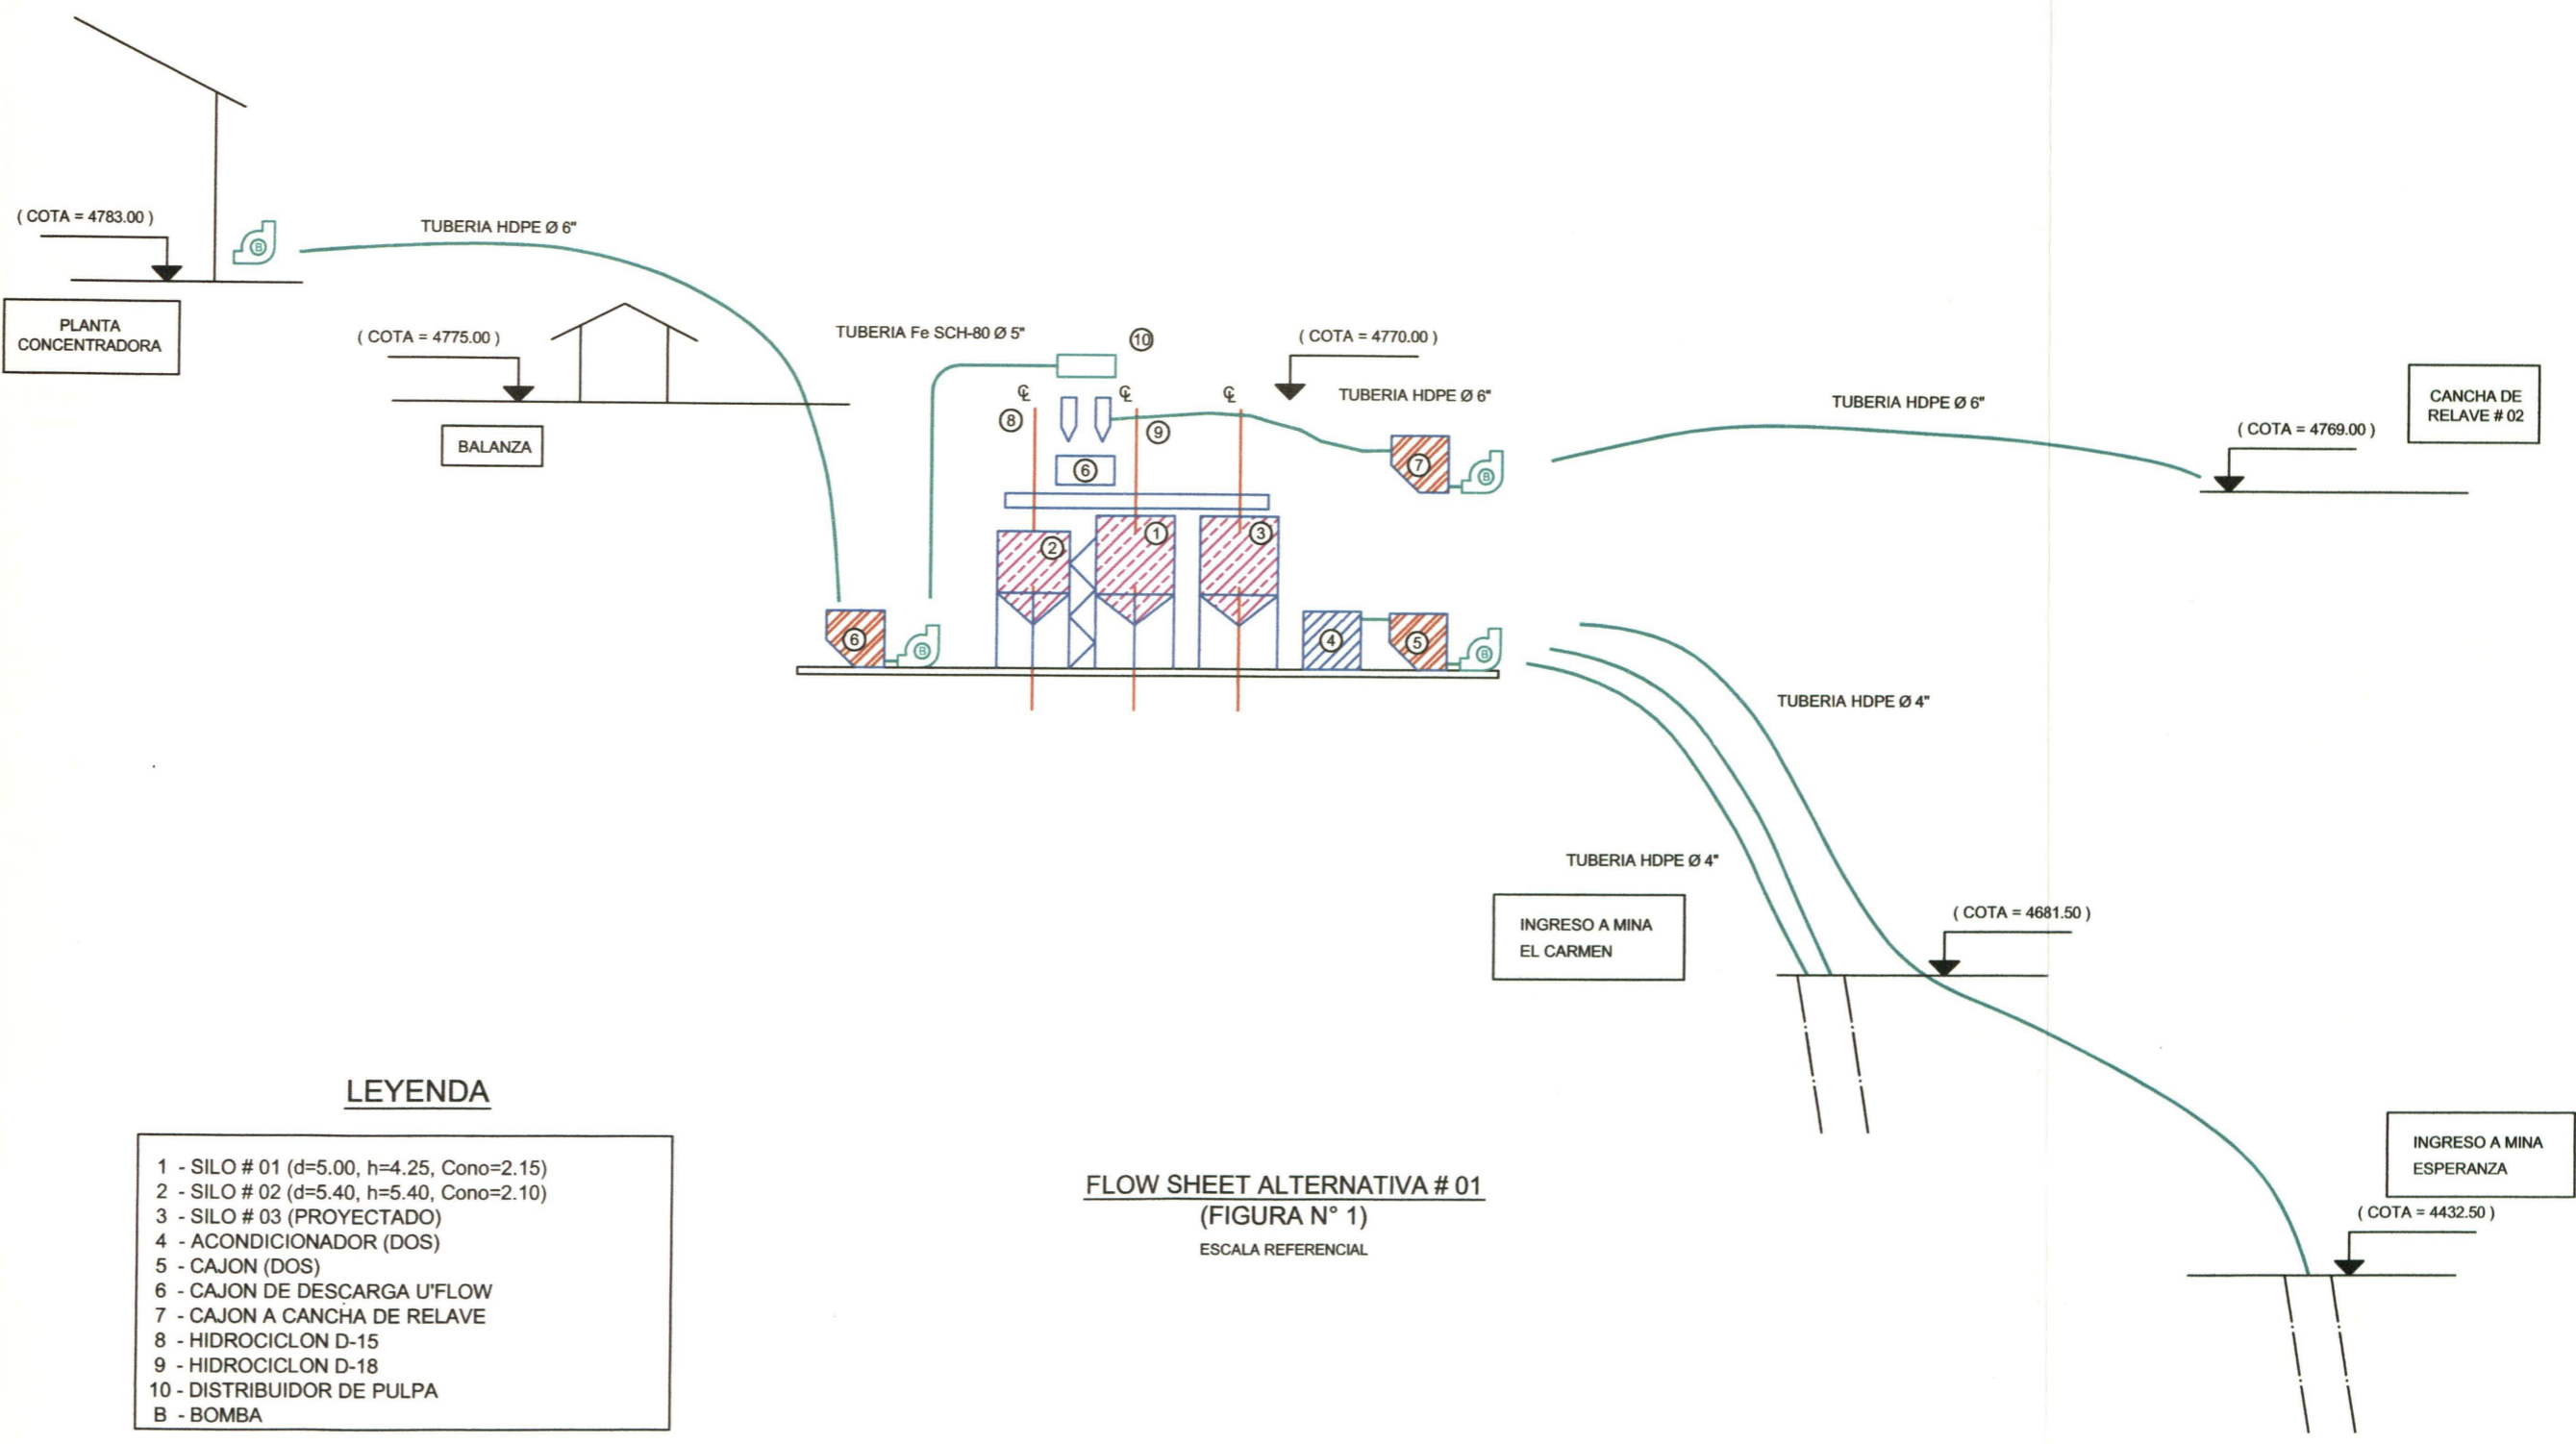 ( COTA = 4783.00 )
B
TUBERIA HDPE Ø 6"
PLANTA
CONCENTRADORA
( COTA = 4775.00 )
BALANZA
TUBERIA Fe SCH-80 Ø 5"
10
( COTA = 4770.00 )
TUBERIA HDPE Ø 6"
8
9
6
7
B
TUBERIA HDPE Ø 6"
CANCHA DE
RELAVE # 02
( COTA = 4769.00 )
2
1
3
6
B
4
5
B
TUBERIA HDPE Ø 4"
TUBERIA HDPE Ø 4"
INGRESO A MINA
EL CARMEN
( COTA = 4681.50 )
INGRESO A MINA
ESPERANZA
( COTA = 4432.50 )
LEYENDA
1 - SILO # 01 (d=5.00, h=4.25, Cono=2.15)
2 - SILO # 02 (d=5.40, h=5.40, Cono=2.10)
3 - SILO # 03 (PROYECTADO)
4 - ACONDICIONADOR (DOS)
5 - CAJON (DOS)
6 - CAJON DE DESCARGA U'FLOW
7 - CAJON A CANCHA DE RELAVE
8 - HIDROCICLON D-15
9 - HIDROCICLON D-18
10 - DISTRIBUIDOR DE PULPA
B - BOMBA
FLOW SHEET ALTERNATIVA # 01
(FIGURA N° 1)
ESCALA REFERENCIAL